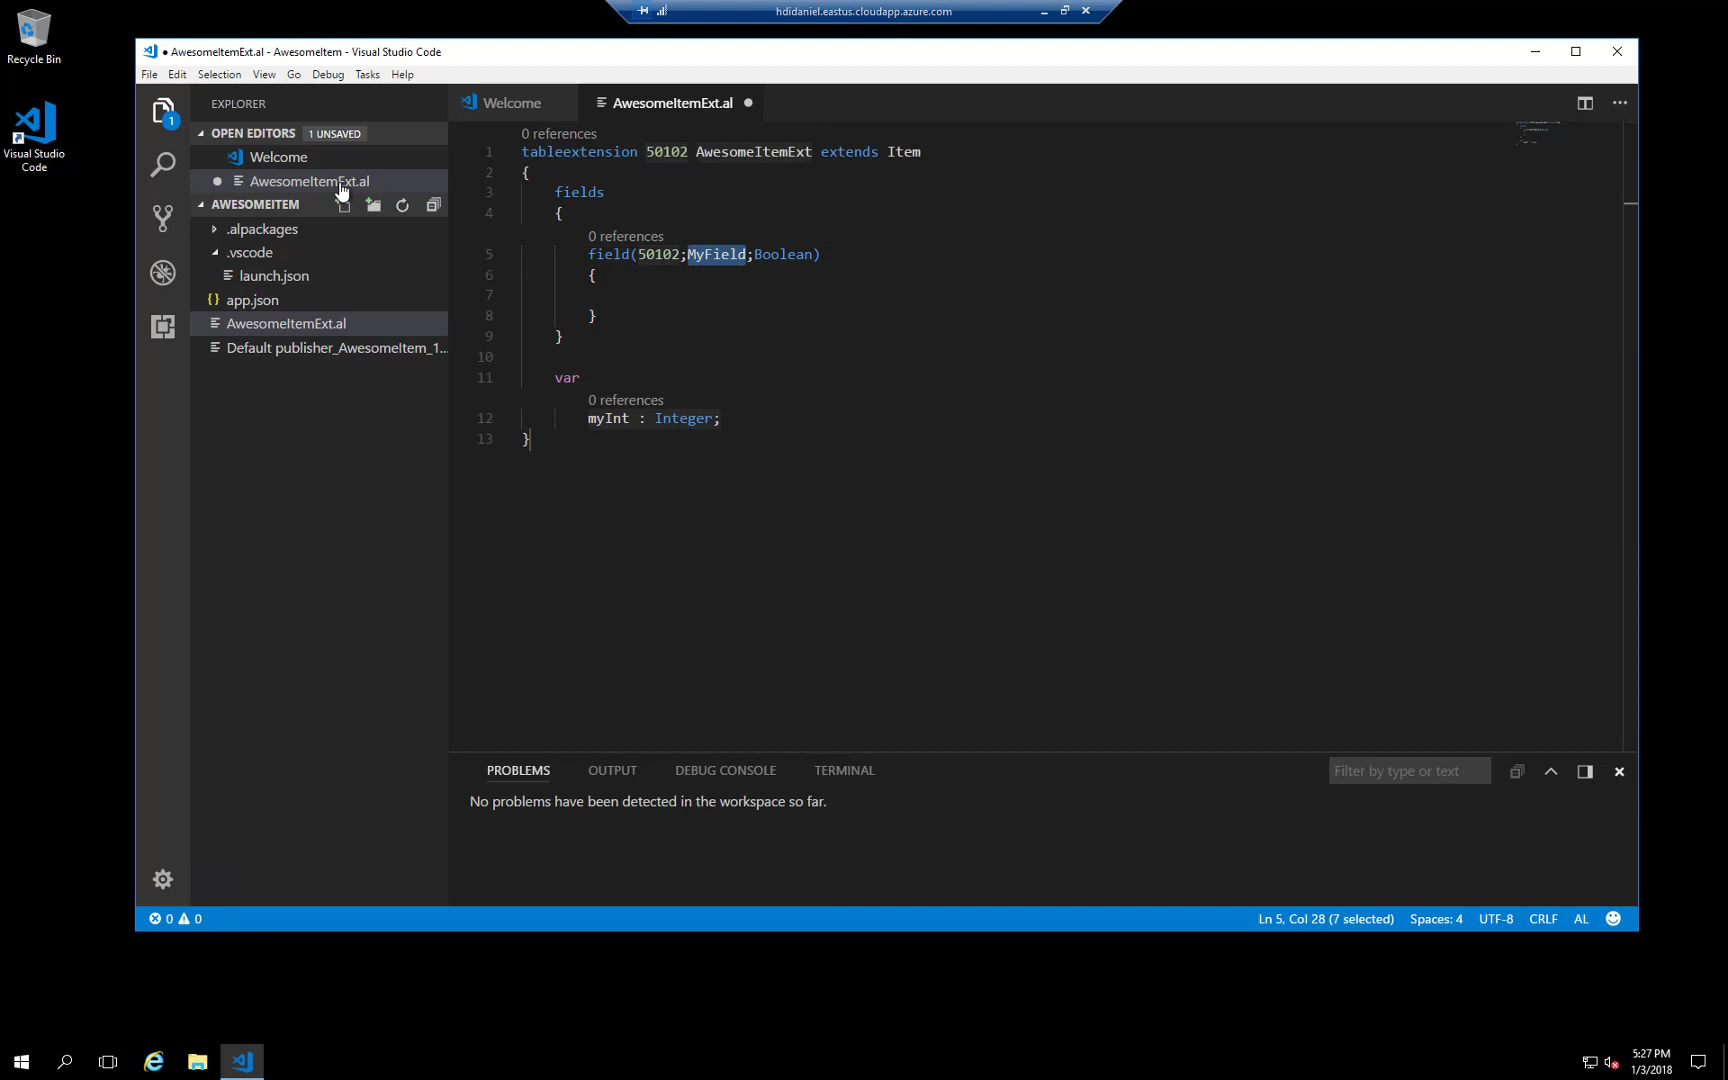 hdidaniel.eastus.cloudapp.azure.com
Recycle Bin
Visual Studio
Code
● AwesomeItemExt.al - AwesomeItem - Visual Studio Code
File Edit Selection View Go Debug Tasks Help
EXPLORER
OPEN EDITORS 1 UNSAVED
Welcome
AwesomeItemExt.al
AWESOMEITEM
.alpackages
.vscode
launch.json
{} app.json
AwesomeItemExt.al
Default publisher_AwesomeItem_1...
1
Welcome
AwesomeItemExt.al ●
0 references
1 tableextension 50102 AwesomeItemExt extends Item
2 {
3 fields
4 {
0 references
5 field(50102;MyField;Boolean)
6 {
7
8 }
9 }
10
11 var
0 references
12 myInt : Integer;
13 }
PROBLEMS OUTPUT DEBUG CONSOLE TERMINAL Filter by type or text
No problems have been detected in the workspace so far.
0 0 Ln 5, Col 28 (7 selected) Spaces: 4 UTF-8 CRLF AL
5:27 PM
1/3/2018